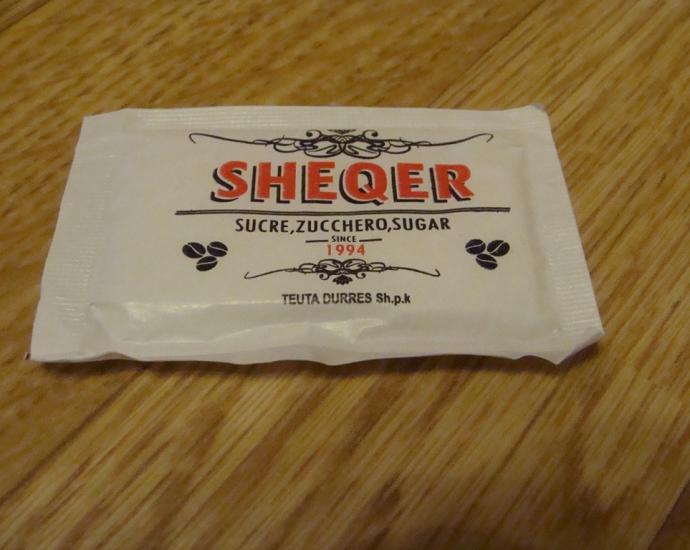 SHEQER
SUCRE,ZUCCHERO,SUGAR
SINCE
1994
TEUTA DURRES Sh.p.k